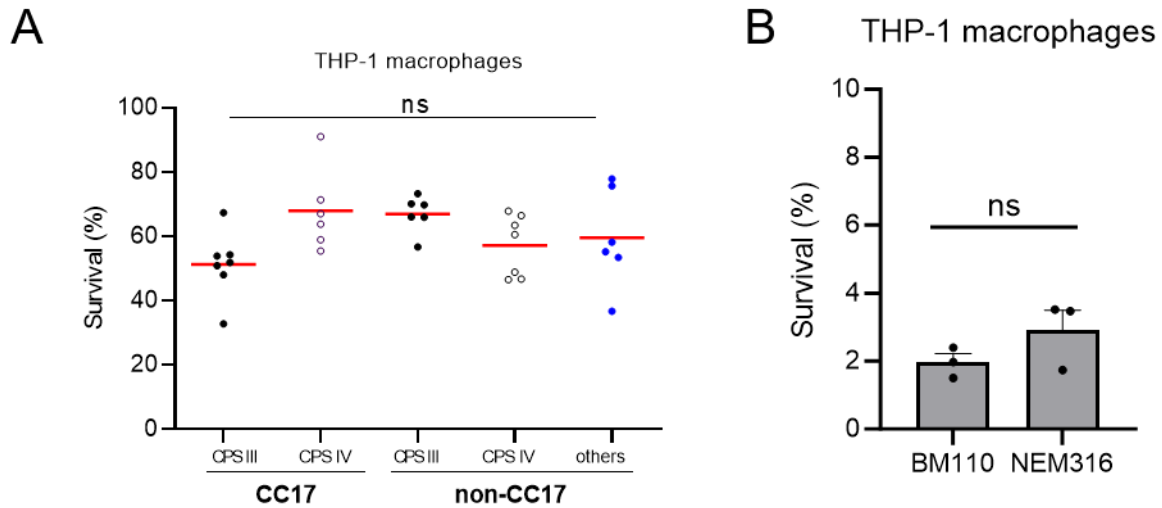 A
THP-1 macrophages
ns
Survival (%)
100
80
60
40
20
0
CPS III
CPS IV
CPS III
CPS IV
others
CC17
non-CC17
B
THP-1 macrophages
ns
Survival (%)
10
8
6
4
2
0
BM110
NEM316